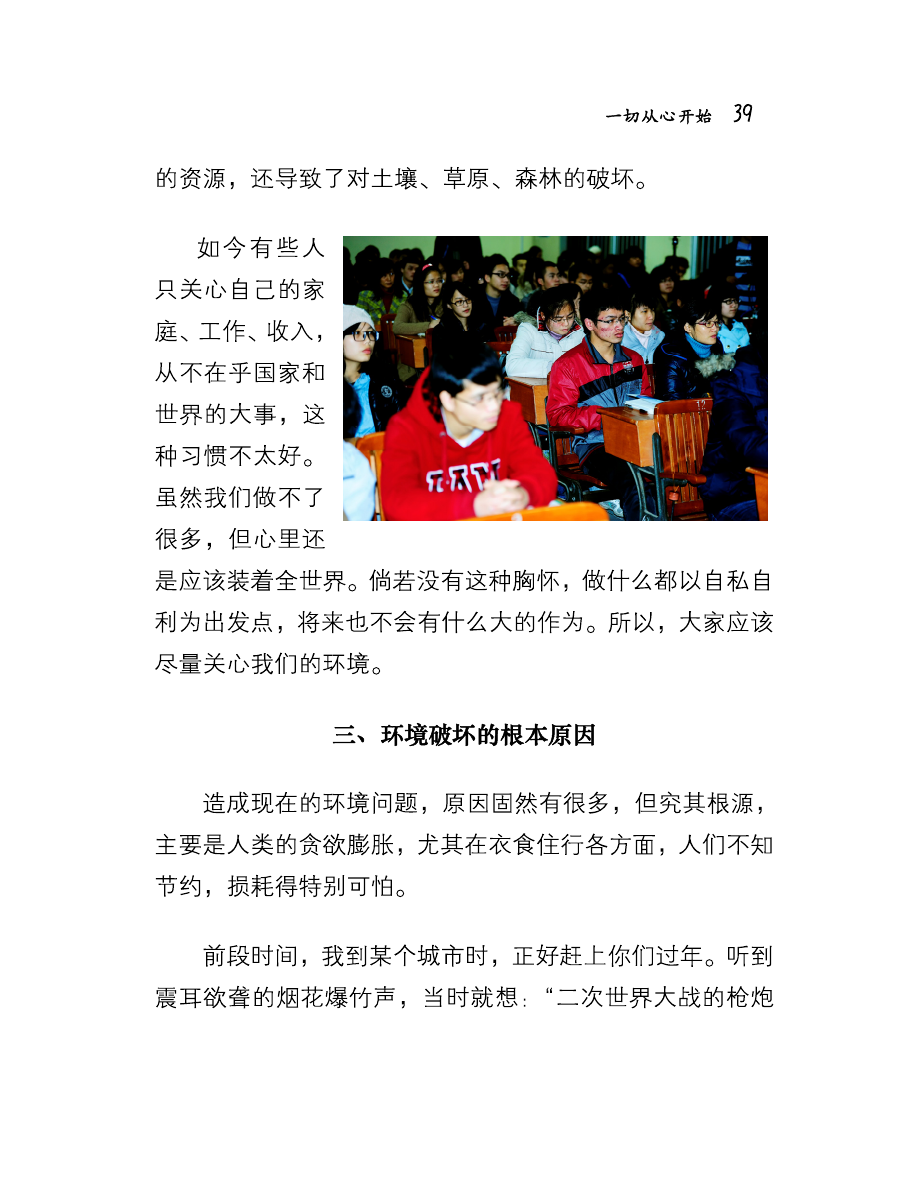 一切从心开始 39
的资源，还导致了对土壤、草原、森林的破坏。
如今有些人
只关心自己的家
庭、工作、收入，
从不在乎国家和
世界的大事，这
种习惯不太好。
虽然我们做不了
很多，但心里还
是应该装着全世界。倘若没有这种胸怀，做什么都以自私自
利为出发点，将来也不会有什么大的作为。所以，大家应该
尽量关心我们的环境。
三、环境破坏的根本原因
造成现在的环境问题，原因固然有很多，但究其根源，
主要是人类的贪欲膨胀，尤其在衣食住行各方面，人们不知
节约，损耗得特别可怕。
前段时间，我到某个城市时，正好赶上你们过年。听到
震耳欲聋的烟花爆竹声，当时就想：“二次世界大战的枪炮